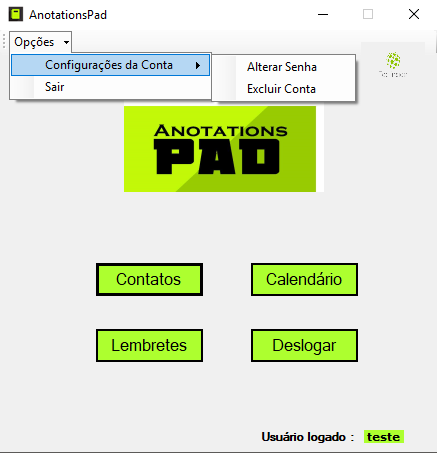 AnotationsPad
Opções
Configurações da Conta
Sair
Alterar Senha
Excluir Conta
ANOTATIONS
PAD
Contatos
Calendário
Lembretes
Deslogar
Usuário logado : teste